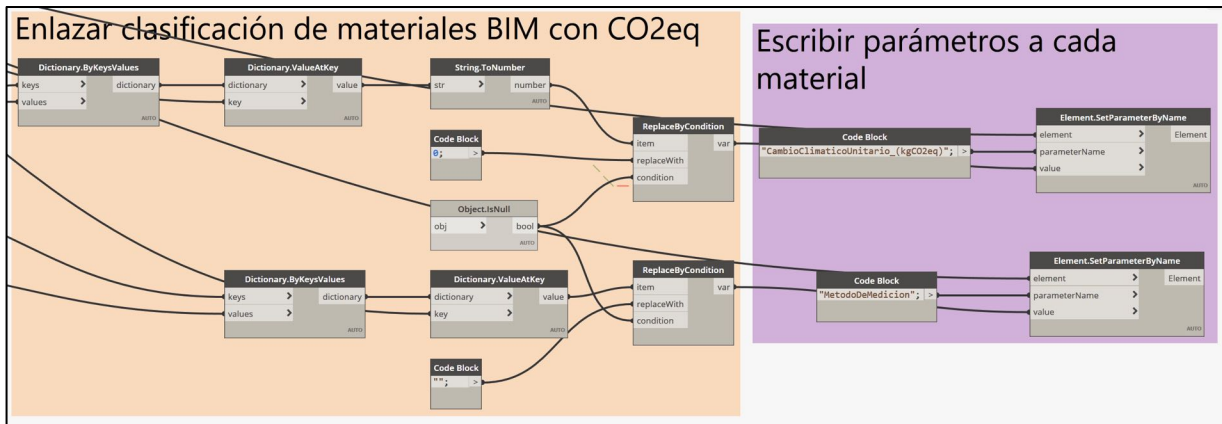 Enlazar clasificación de materiales BIM con CO2eq
Dictionary.ByKeysValues
keys > dictionary
values >
AUTO
Dictionary.ValueAtKey
dictionary > value
key >
AUTO
String.ToNumber
str > number
AUTO
Code Block
0; >
Object.IsNull
obj > bool
AUTO
ReplaceByCondition
item var
replaceWith
condition
Dictionary.ByKeysValues
keys > dictionary
values >
AUTO
Dictionary.ValueAtKey
dictionary > value
key >
AUTO
Code Block
""; >
ReplaceByCondition
item var
replaceWith
condition
Escribir parámetros a cada
material
Code Block
"CambioClimaticoUnitario_(kgCO2eq)"; >
Element.SetParameterByName
element > Element
parameterName >
value >
AUTO
Code Block
"MetodoDeMedicion"; >
Element.SetParameterByName
element > Element
parameterName >
value >
AUTO